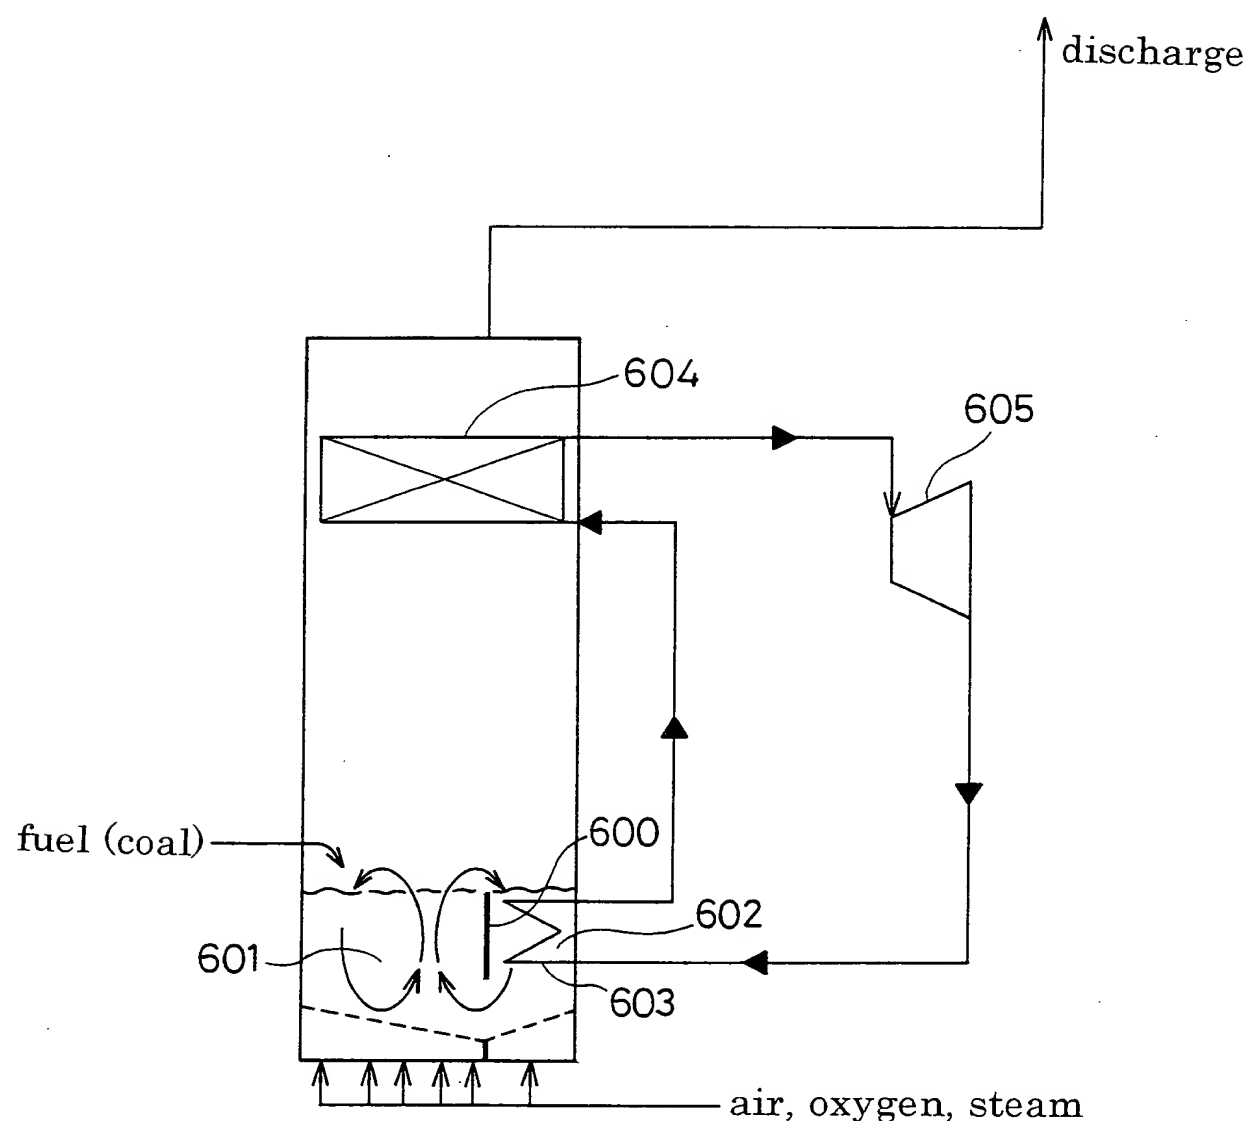 discharge
604
605
fuel (coal)
600
602
601
603
air, oxygen, steam